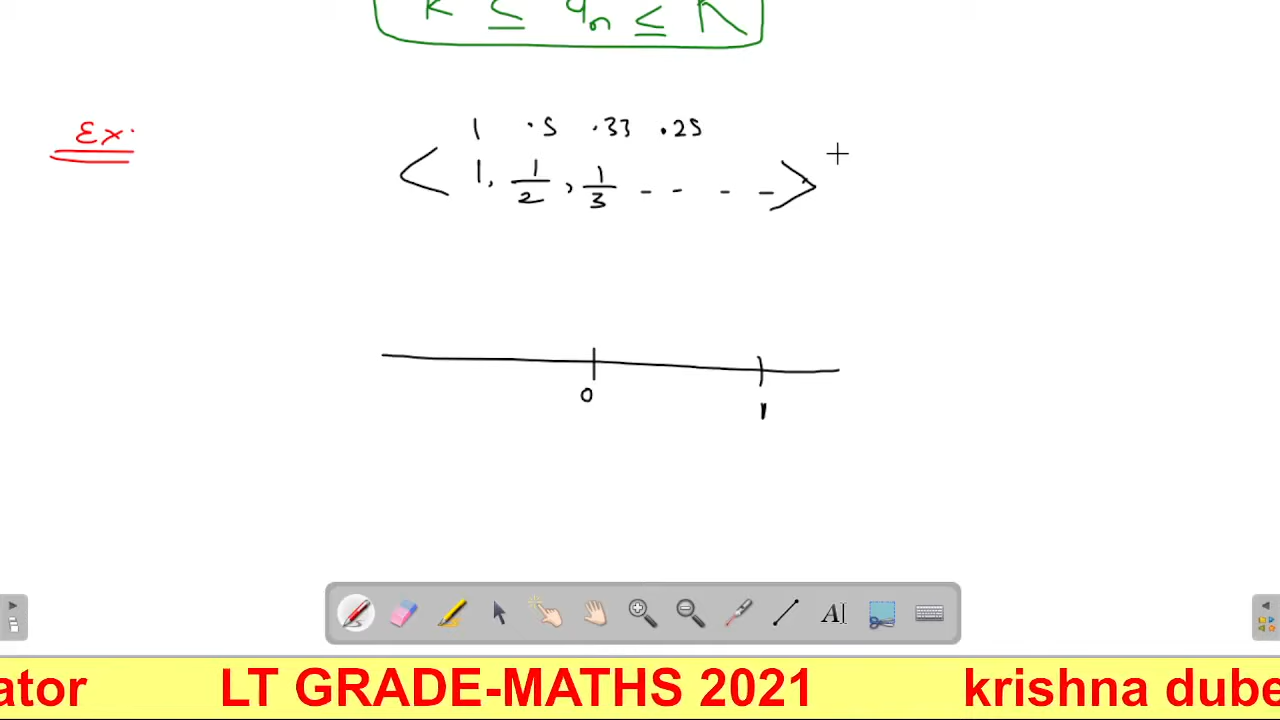 k ≤ aₙ ≤ K
Ex.
1 .5 .33 .25
< 1, 1/2, 1/3 - - - - >
0 1
A
ator LT GRADE-MATHS 2021 krishna dube